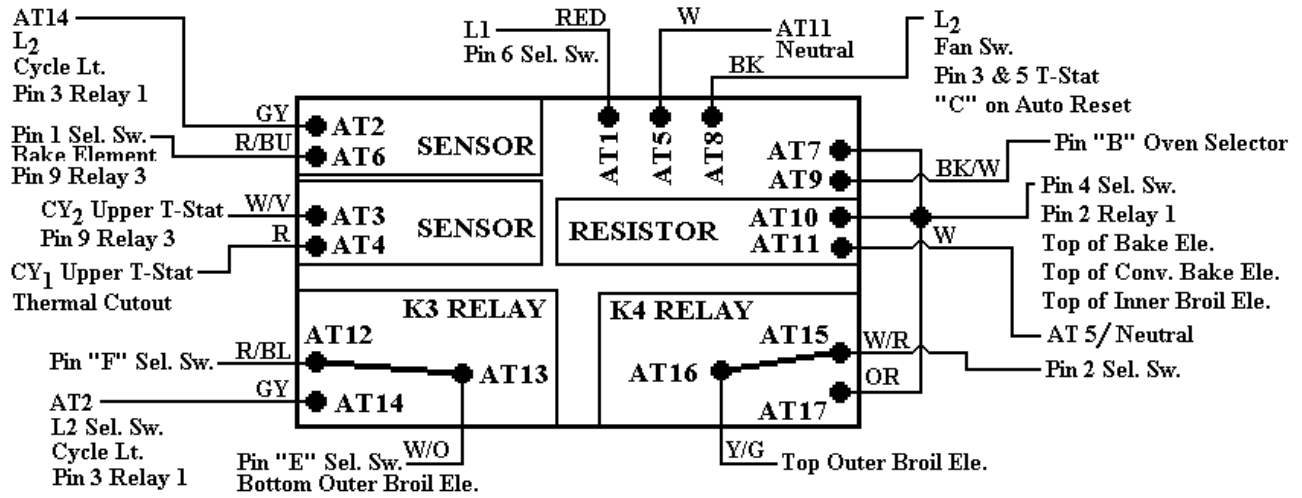 AT14
L2
Cycle Lt.
Pin 3 Relay 1
Pin 1 Sel. Sw.
Bake Element
Pin 9 Relay 3
CY2 Upper T-Stat
Pin 9 Relay 3
CY1 Upper T-Stat
Thermal Cutout
Pin "F" Sel. Sw.
AT2
L2 Sel. Sw.
Cycle Lt.
Pin 3 Relay 1
GY
R/BU
W/V
R
R/BL
GY
L1
Pin 6 Sel. Sw.
RED
W
AT11
Neutral
BK
L2
Fan Sw.
Pin 3 & 5 T-Stat
"C" on Auto Reset
AT2
AT6
SENSOR
AT3
AT4
SENSOR
AT1
AT5
AT8
AT7
AT9
RESISTOR
AT10
AT11
K3 RELAY
AT12
AT13
AT14
K4 RELAY
AT15
AT16
AT17
BK/W
Pin "B" Oven Selector
Pin 4 Sel. Sw.
Pin 2 Relay 1
Top of Bake Ele.
Top of Conv. Bake Ele.
Top of Inner Broil Ele.
W
AT 5/ Neutral
W/R
Pin 2 Sel. Sw.
OR
W/O
Pin "E" Sel. Sw.
Bottom Outer Broil Ele.
Y/G
Top Outer Broil Ele.